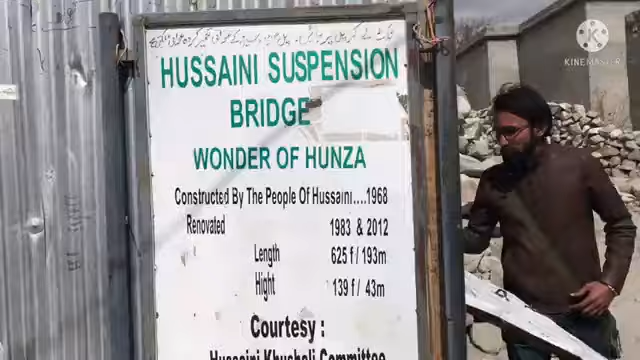 HUSSAINI SUSPENSION
BRIDGE
WONDER OF HUNZA
Constructed By The People Of Hussaini....1968
Renovated 1983 & 2012
Length 625 f / 193m
Hight 139 f / 43m
Courtesy :
Hussaini Khushali Committee
KINEMASTER